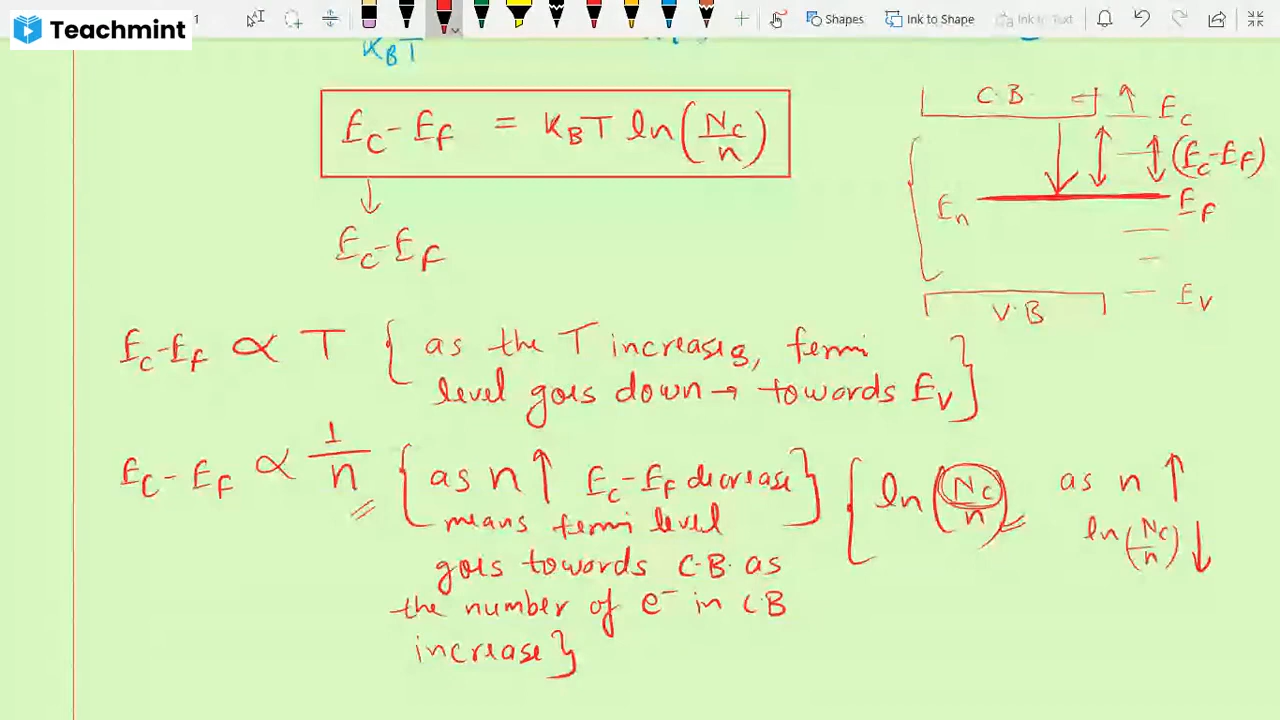 Teachmint
Shapes
Ink to Shape
Ink to Text
K_B T
E_C - E_F = K_B T ln(N_C/n)
E_C - E_F
C.B.
E_C
(E_C - E_F)
E_n
E_F
E_V
V.B
E_C - E_F ∝ T { as the T increases, fermi
level goes down → towards E_V }
E_C - E_F ∝ 1/n { as n ↑ E_C - E_F decrease
means fermi level
goes towards C.B. as
the number of e⁻ in C.B
increase }
{ ln(N_C/n) as n ↑
ln(N_C/n) ↓